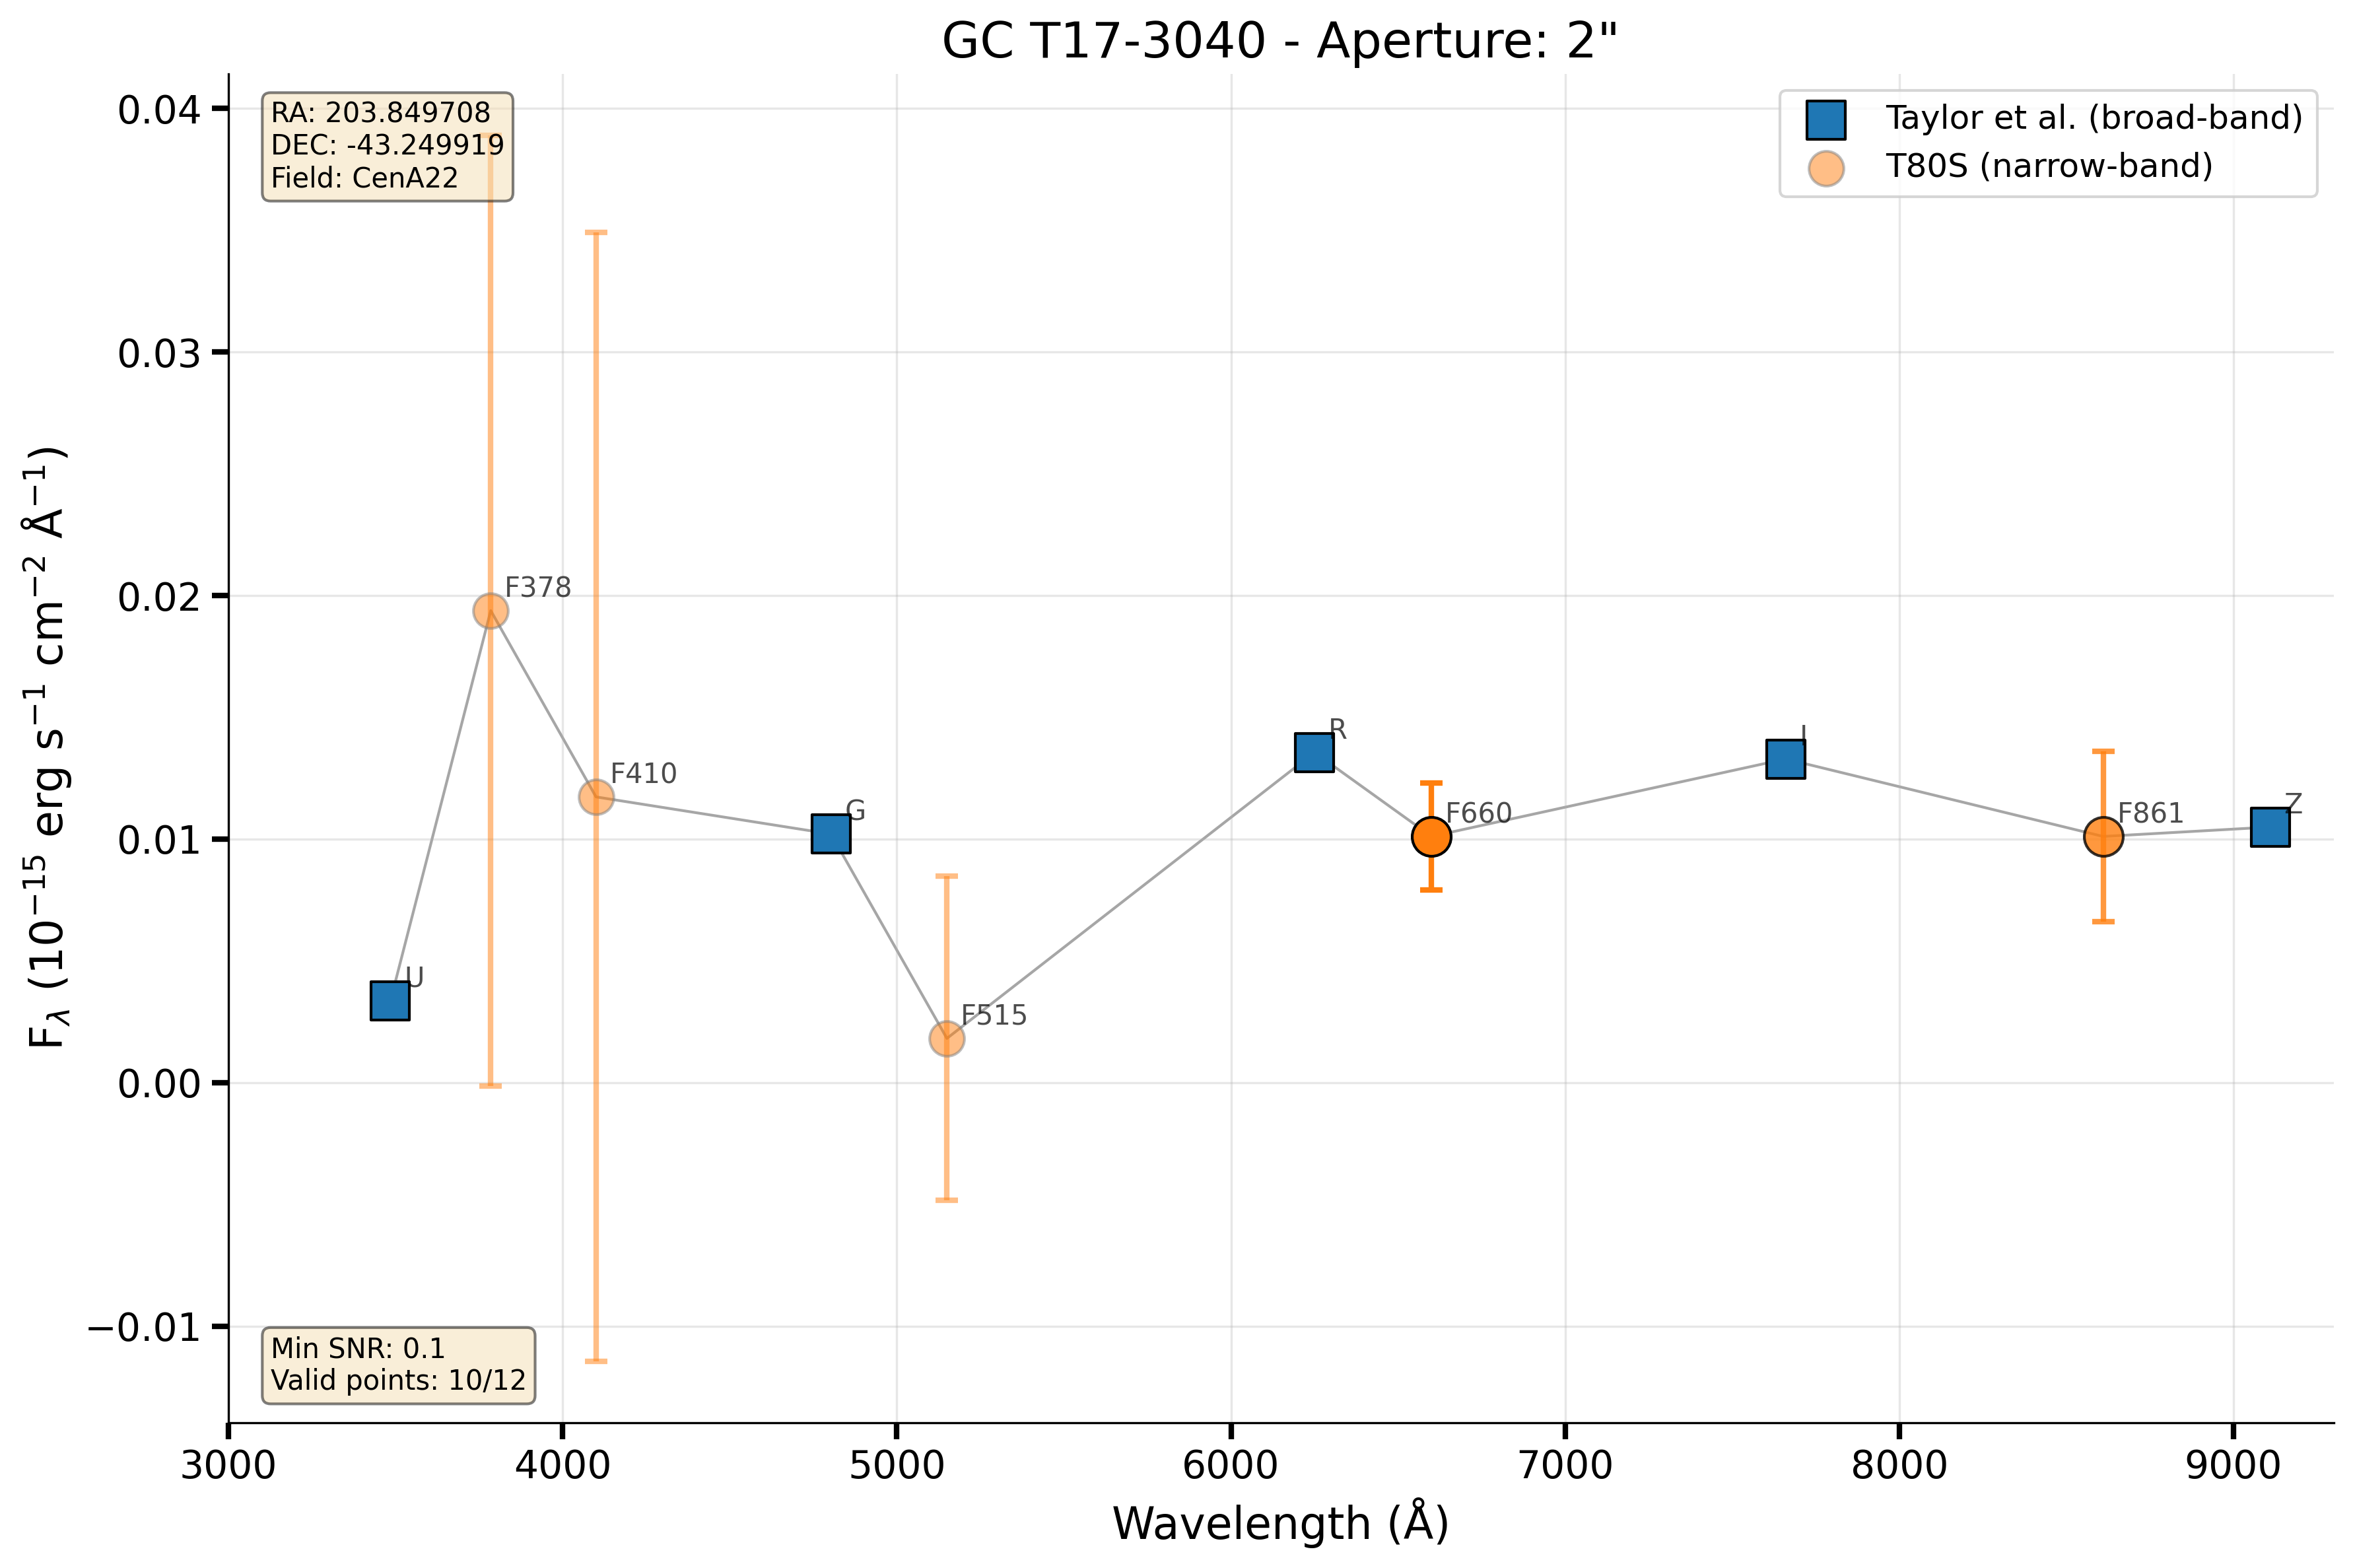 GC T17-3040 - Aperture: 2"
RA: 203.849708
DEC: -43.249919
Field: CenA22
Taylor et al. (broad-band)
T80S (narrow-band)
0.04
0.03
0.02
0.01
0.00
−0.01
F_λ (10⁻¹⁵ erg s⁻¹ cm⁻² Å⁻¹)
U
F378
F410
G
F515
R
F660
I
F861
Z
Min SNR: 0.1
Valid points: 10/12
3000 4000 5000 6000 7000 8000 9000
Wavelength (Å)